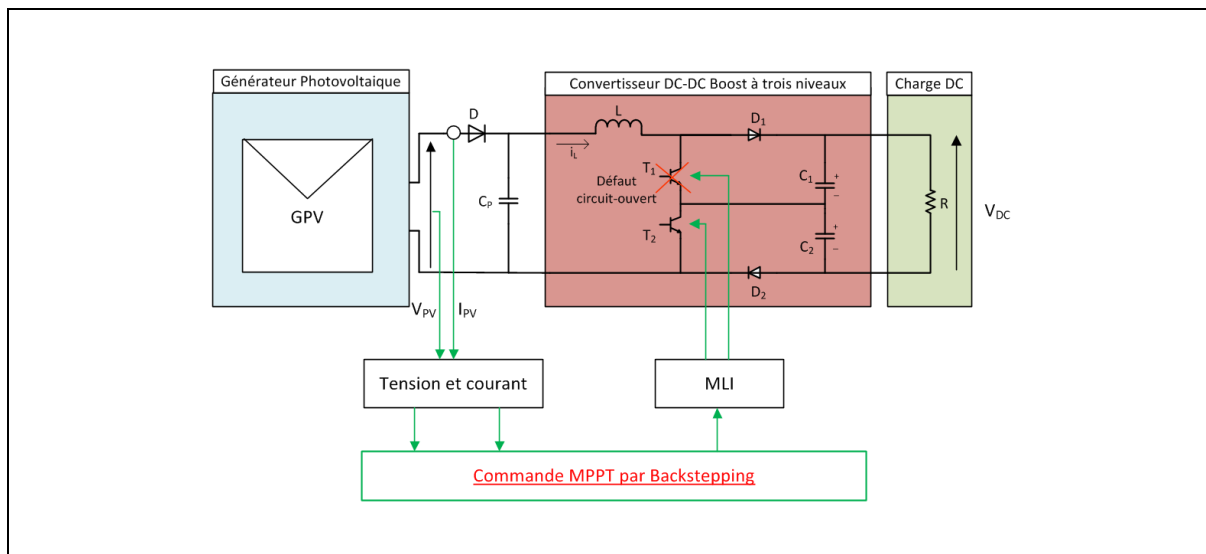 Générateur Photovoltaique
Convertisseur DC-DC Boost à trois niveaux
Charge DC
D
L
D1
iL
T1
Défaut
circuit-ouvert
C1
+
–
GPV
CP
R
VDC
T2
C2
+
–
D2
VPV
IPV
Tension et courant
MLI
Commande MPPT par Backstepping